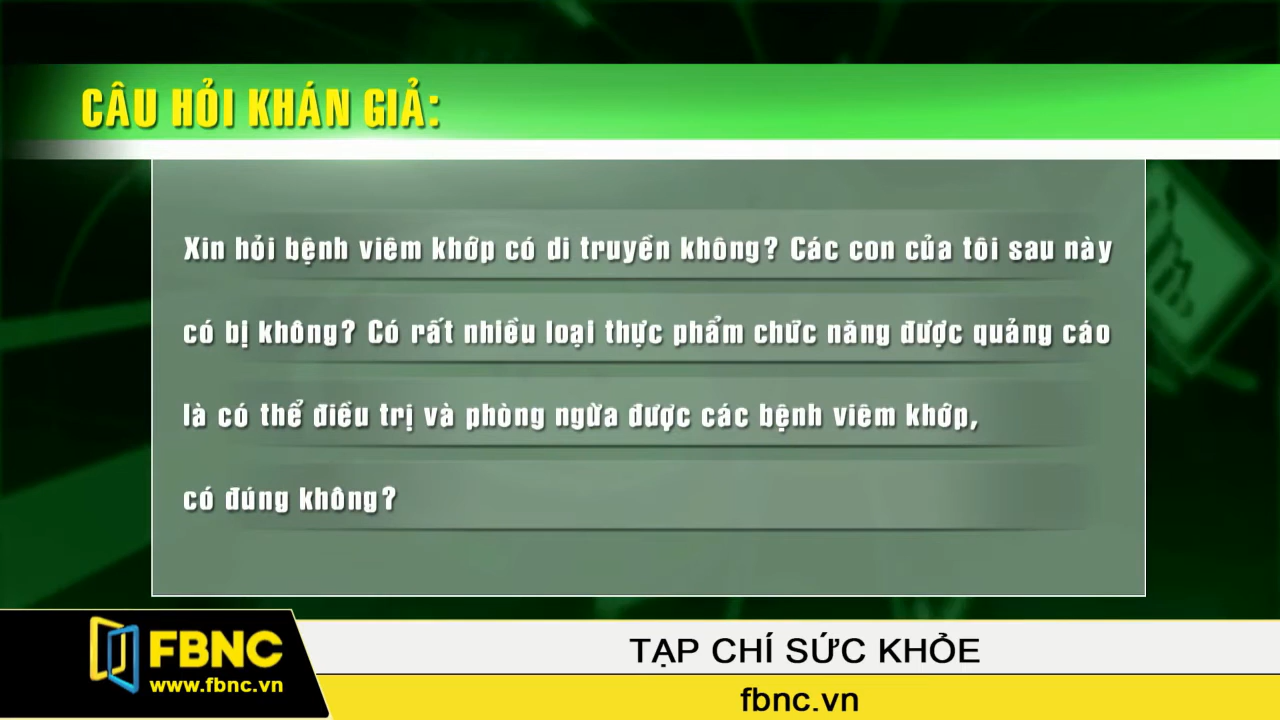 CÂU HỎI KHÁN GIẢ:
Xin hỏi bệnh viêm khớp có di truyền không? Các con của tôi sau này
có bị không? Có rất nhiều loại thực phẩm chức năng được quảng cáo
là có thể điều trị và phòng ngừa được các bệnh viêm khớp,
có đúng không?
FBNC
www.fbnc.vn
TẠP CHÍ SỨC KHỎE
fbnc.vn